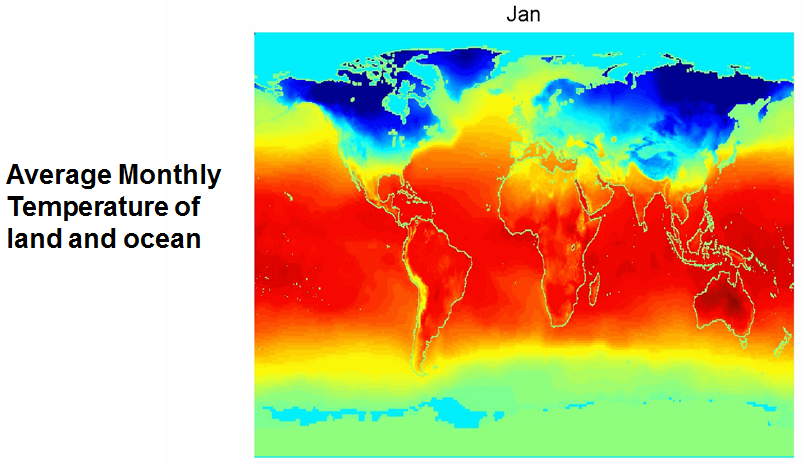 Jan
Average Monthly
Temperature of
land and ocean